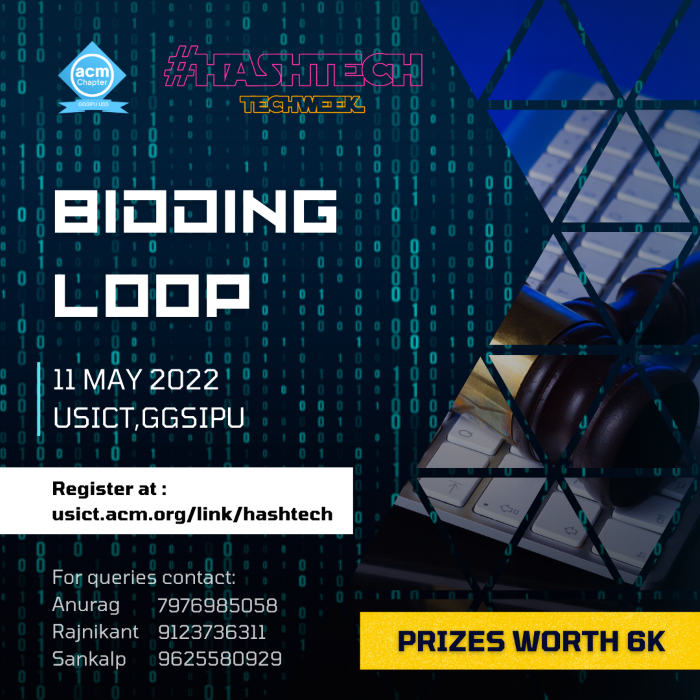 acm
Chapter
GGSIPU USS
#HASHTECH
TECHWEEK
BIDDING
LOOP
11 MAY 2022
USICT,GGSIPU
Register at :
usict.acm.org/link/hashtech
For queries contact:
Anurag 7976985058
Rajnikant 9123736311
Sankalp 9625580929
PRIZES WORTH 6K